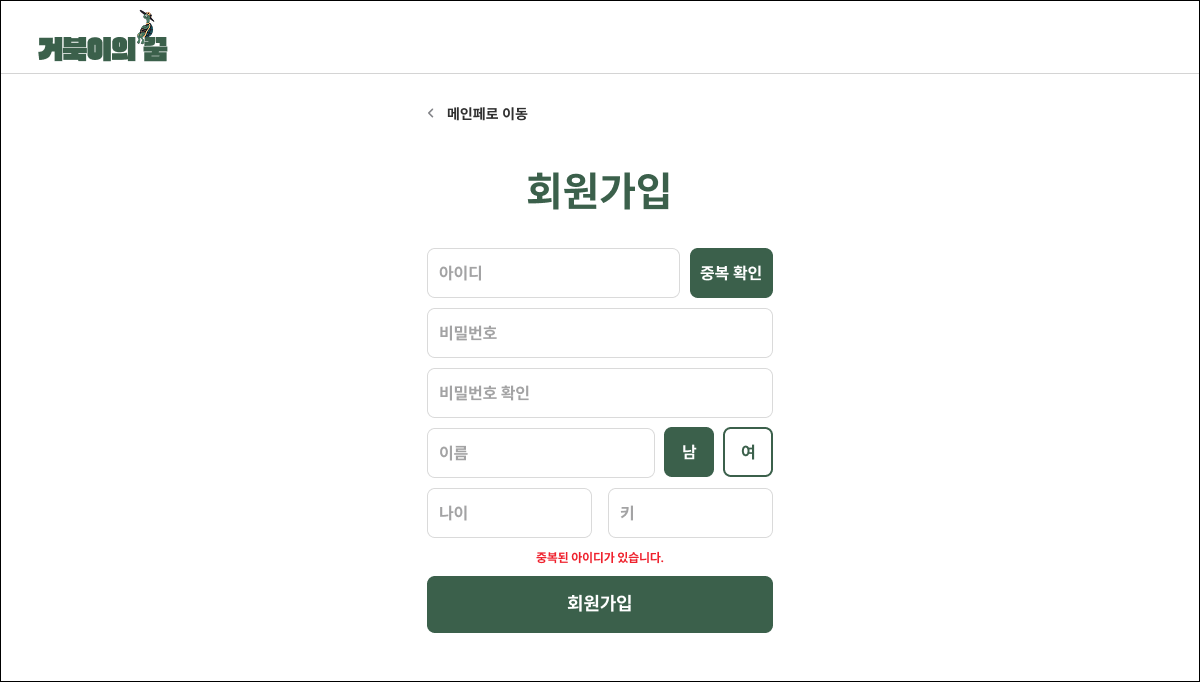 거북이의 꿈
메인페로 이동
회원가입
아이디
중복 확인
비밀번호
비밀번호 확인
이름
남
여
나이
키
중복된 아이디가 있습니다.
회원가입